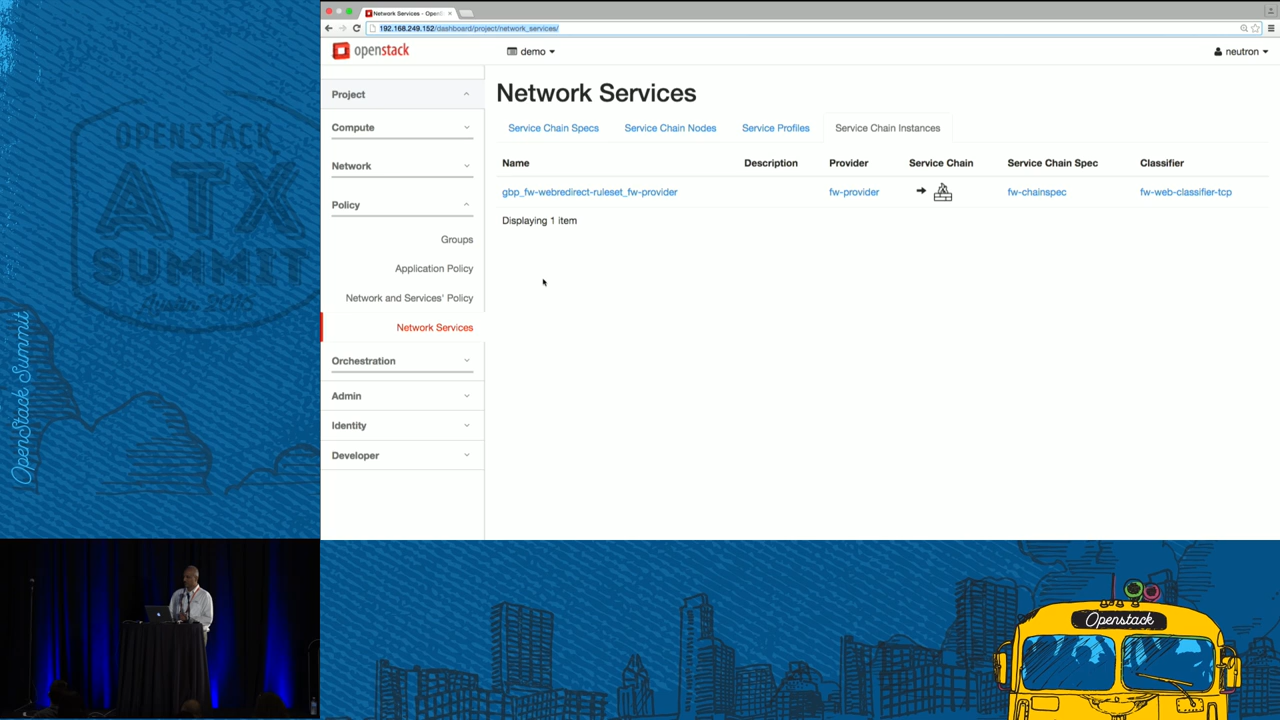 Network Services - OpenS
192.168.249.152/dashboard/project/network_services/
openstack
demo
neutron
Project
Compute
Network
Policy
Groups
Application Policy
Network and Services' Policy
Network Services
Orchestration
Admin
Identity
Developer
Network Services
Service Chain Specs
Service Chain Nodes
Service Profiles
Service Chain Instances
Name
Description
Provider
Service Chain
Service Chain Spec
Classifier
gbp_fw-webredirect-ruleset_fw-provider
fw-provider
fw-chainspec
fw-web-classifier-tcp
Displaying 1 item
OPENSTACK
ATX
SUMMIT
Austin 2016
OpenStack Summit
Openstack